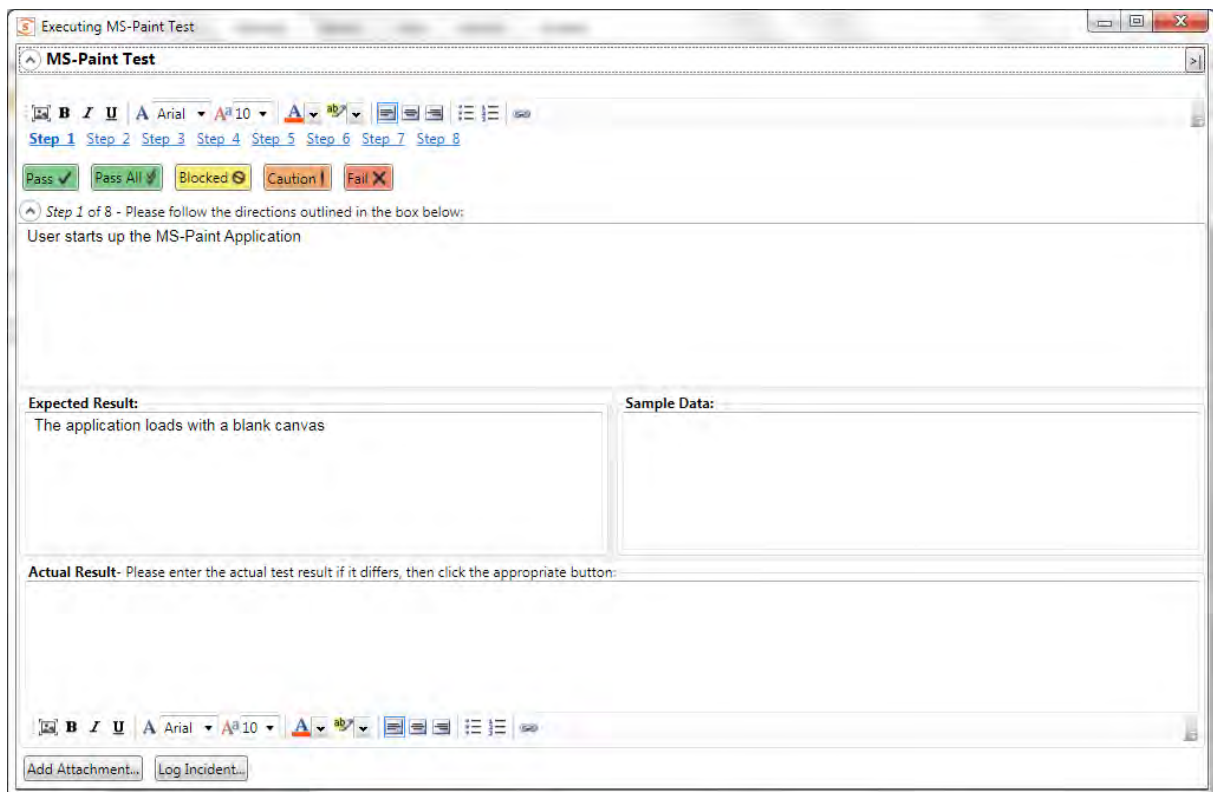 Executing MS-Paint Test
MS-Paint Test
B I U A Arial Aa 10 A ab
Step 1 Step 2 Step 3 Step 4 Step 5 Step 6 Step 7 Step 8
Pass Pass All Blocked Caution Fail
Step 1 of 8 - Please follow the directions outlined in the box below:
User starts up the MS-Paint Application
Expected Result: Sample Data:
The application loads with a blank canvas
Actual Result- Please enter the actual test result if it differs, then click the appropriate button:
B I U A Arial Aa 10 A ab
Add Attachment... Log Incident...